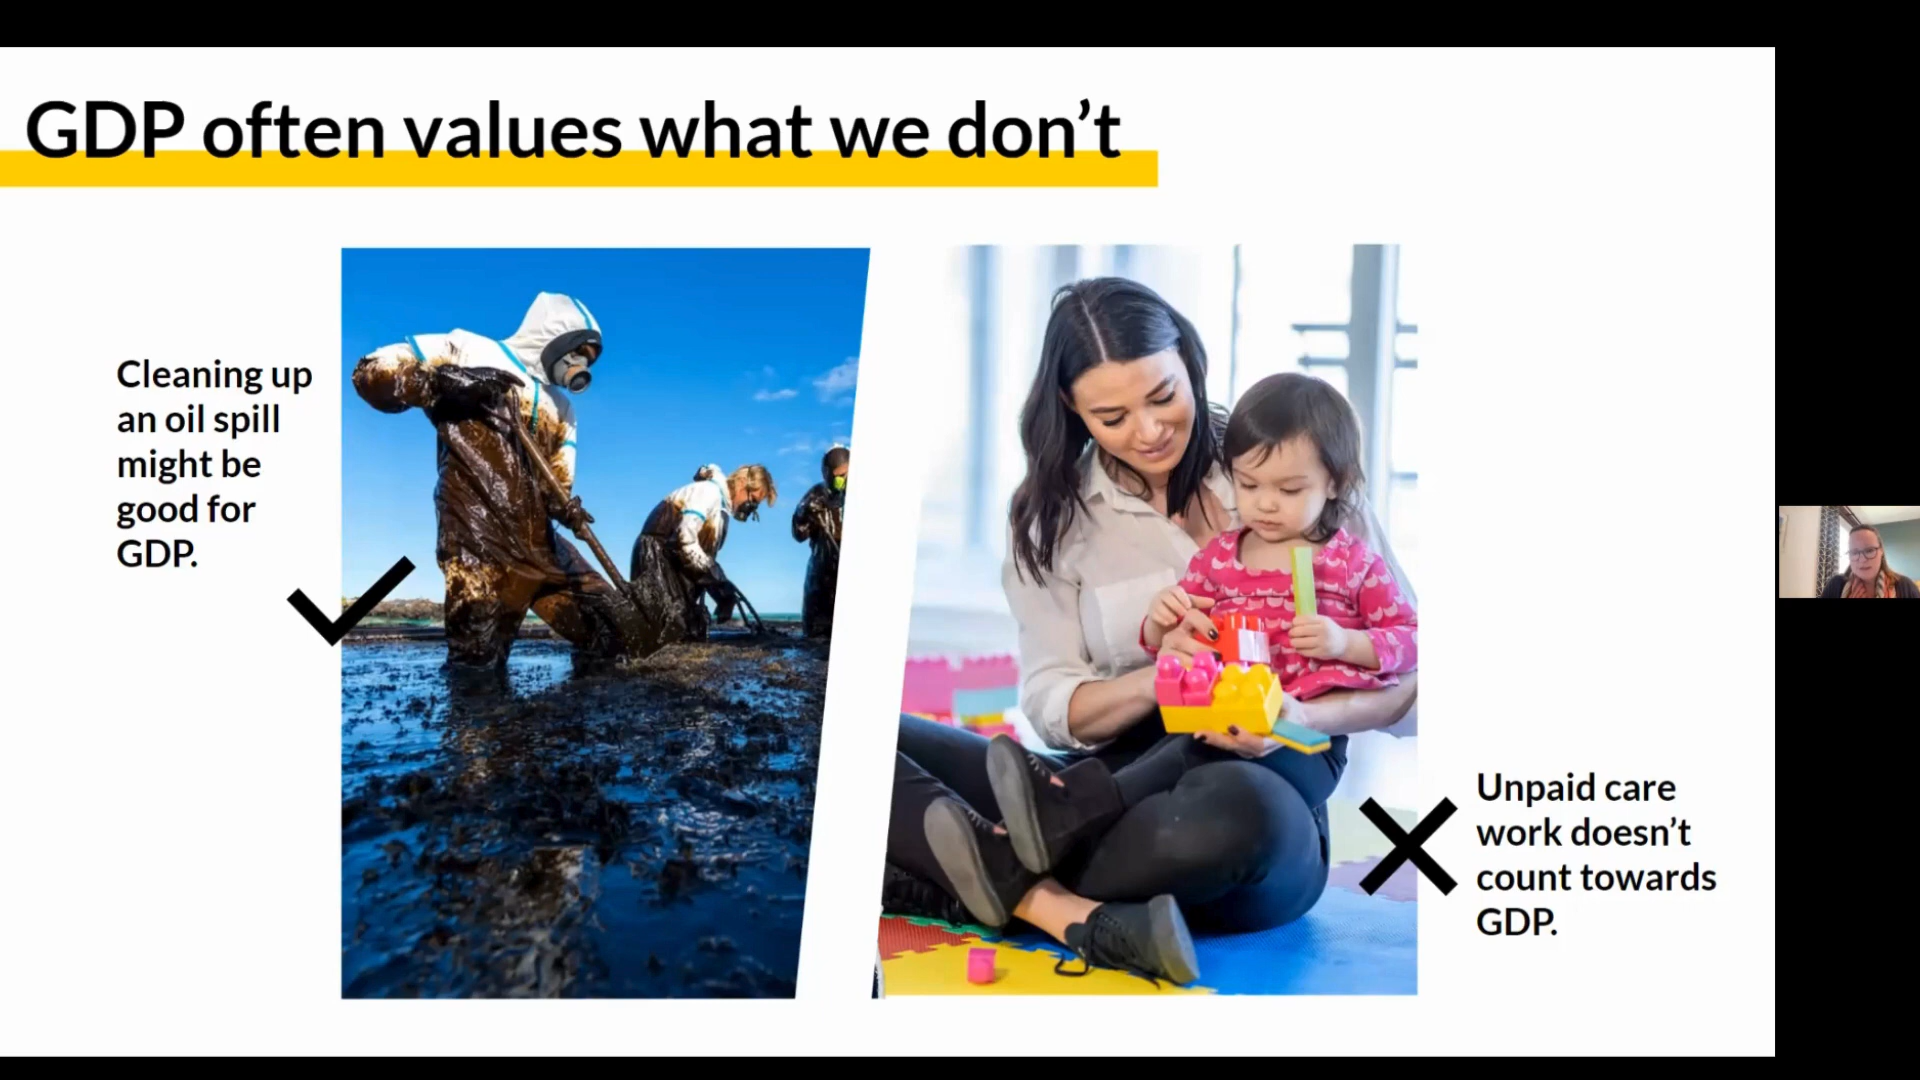 GDP often values what we don’t
Cleaning up
an oil spill
might be
good for
GDP.
Unpaid care
work doesn’t
count towards
GDP.